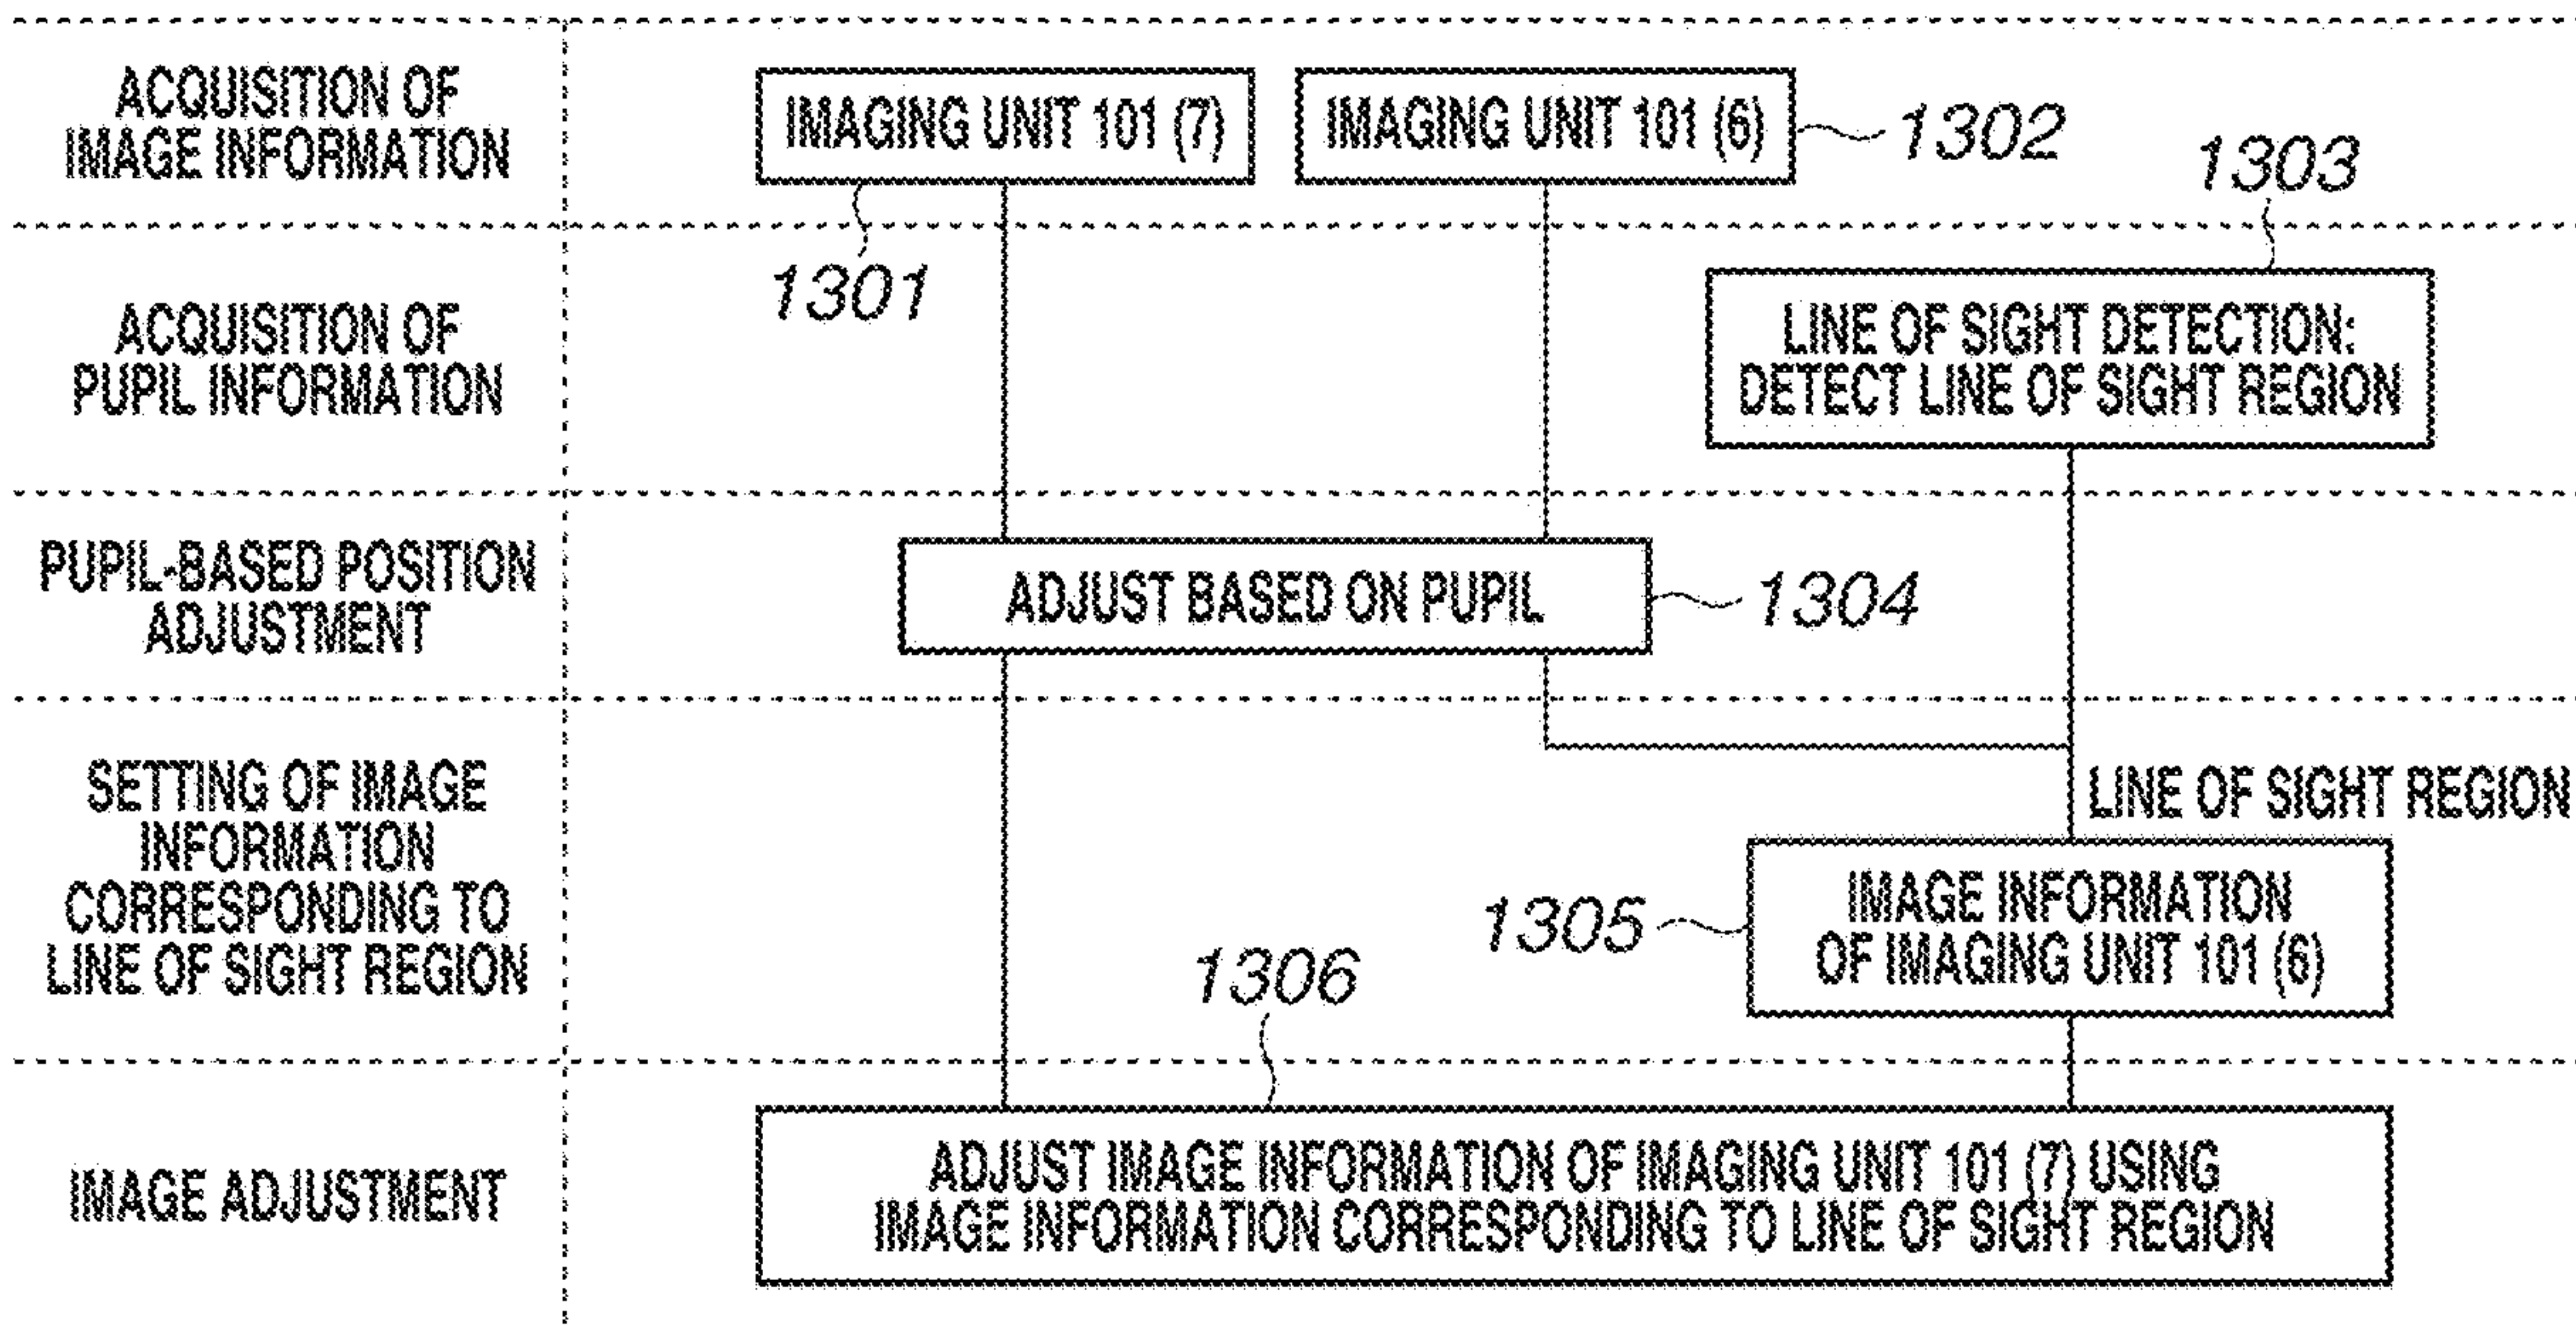 ACQUISITION OF
IMAGE INFORMATION
IMAGING UNIT 101 (7)
IMAGING UNIT 101 (6)
1302
1303
1301
ACQUISITION OF
PUPIL INFORMATION
LINE OF SIGHT DETECTION:
DETECT LINE OF SIGHT REGION
PUPIL-BASED POSITION
ADJUSTMENT
ADJUST BASED ON PUPIL
1304
SETTING OF IMAGE
INFORMATION
CORRESPONDING TO
LINE OF SIGHT REGION
LINE OF SIGHT REGION
1305
IMAGE INFORMATION
OF IMAGING UNIT 101 (6)
1306
IMAGE ADJUSTMENT
ADJUST IMAGE INFORMATION OF IMAGING UNIT 101 (7) USING
IMAGE INFORMATION CORRESPONDING TO LINE OF SIGHT REGION